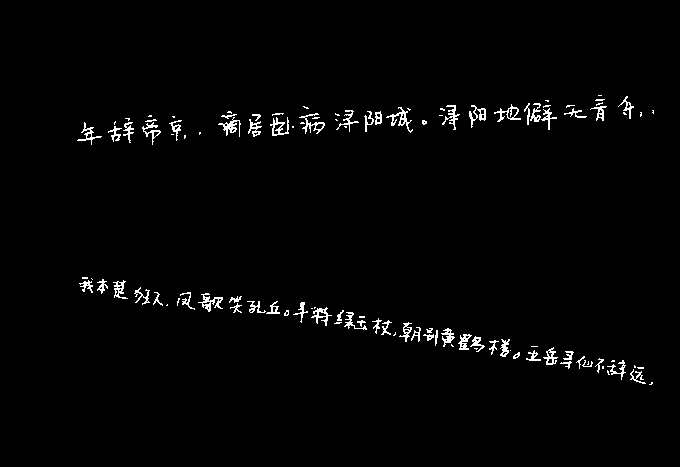 年辞帝京，谪居卧病浔阳城。浔阳地僻无音乐，
我本楚狂人，凤歌笑孔丘。手持绿玉杖，朝别黄鹤楼。五岳寻仙不辞远，